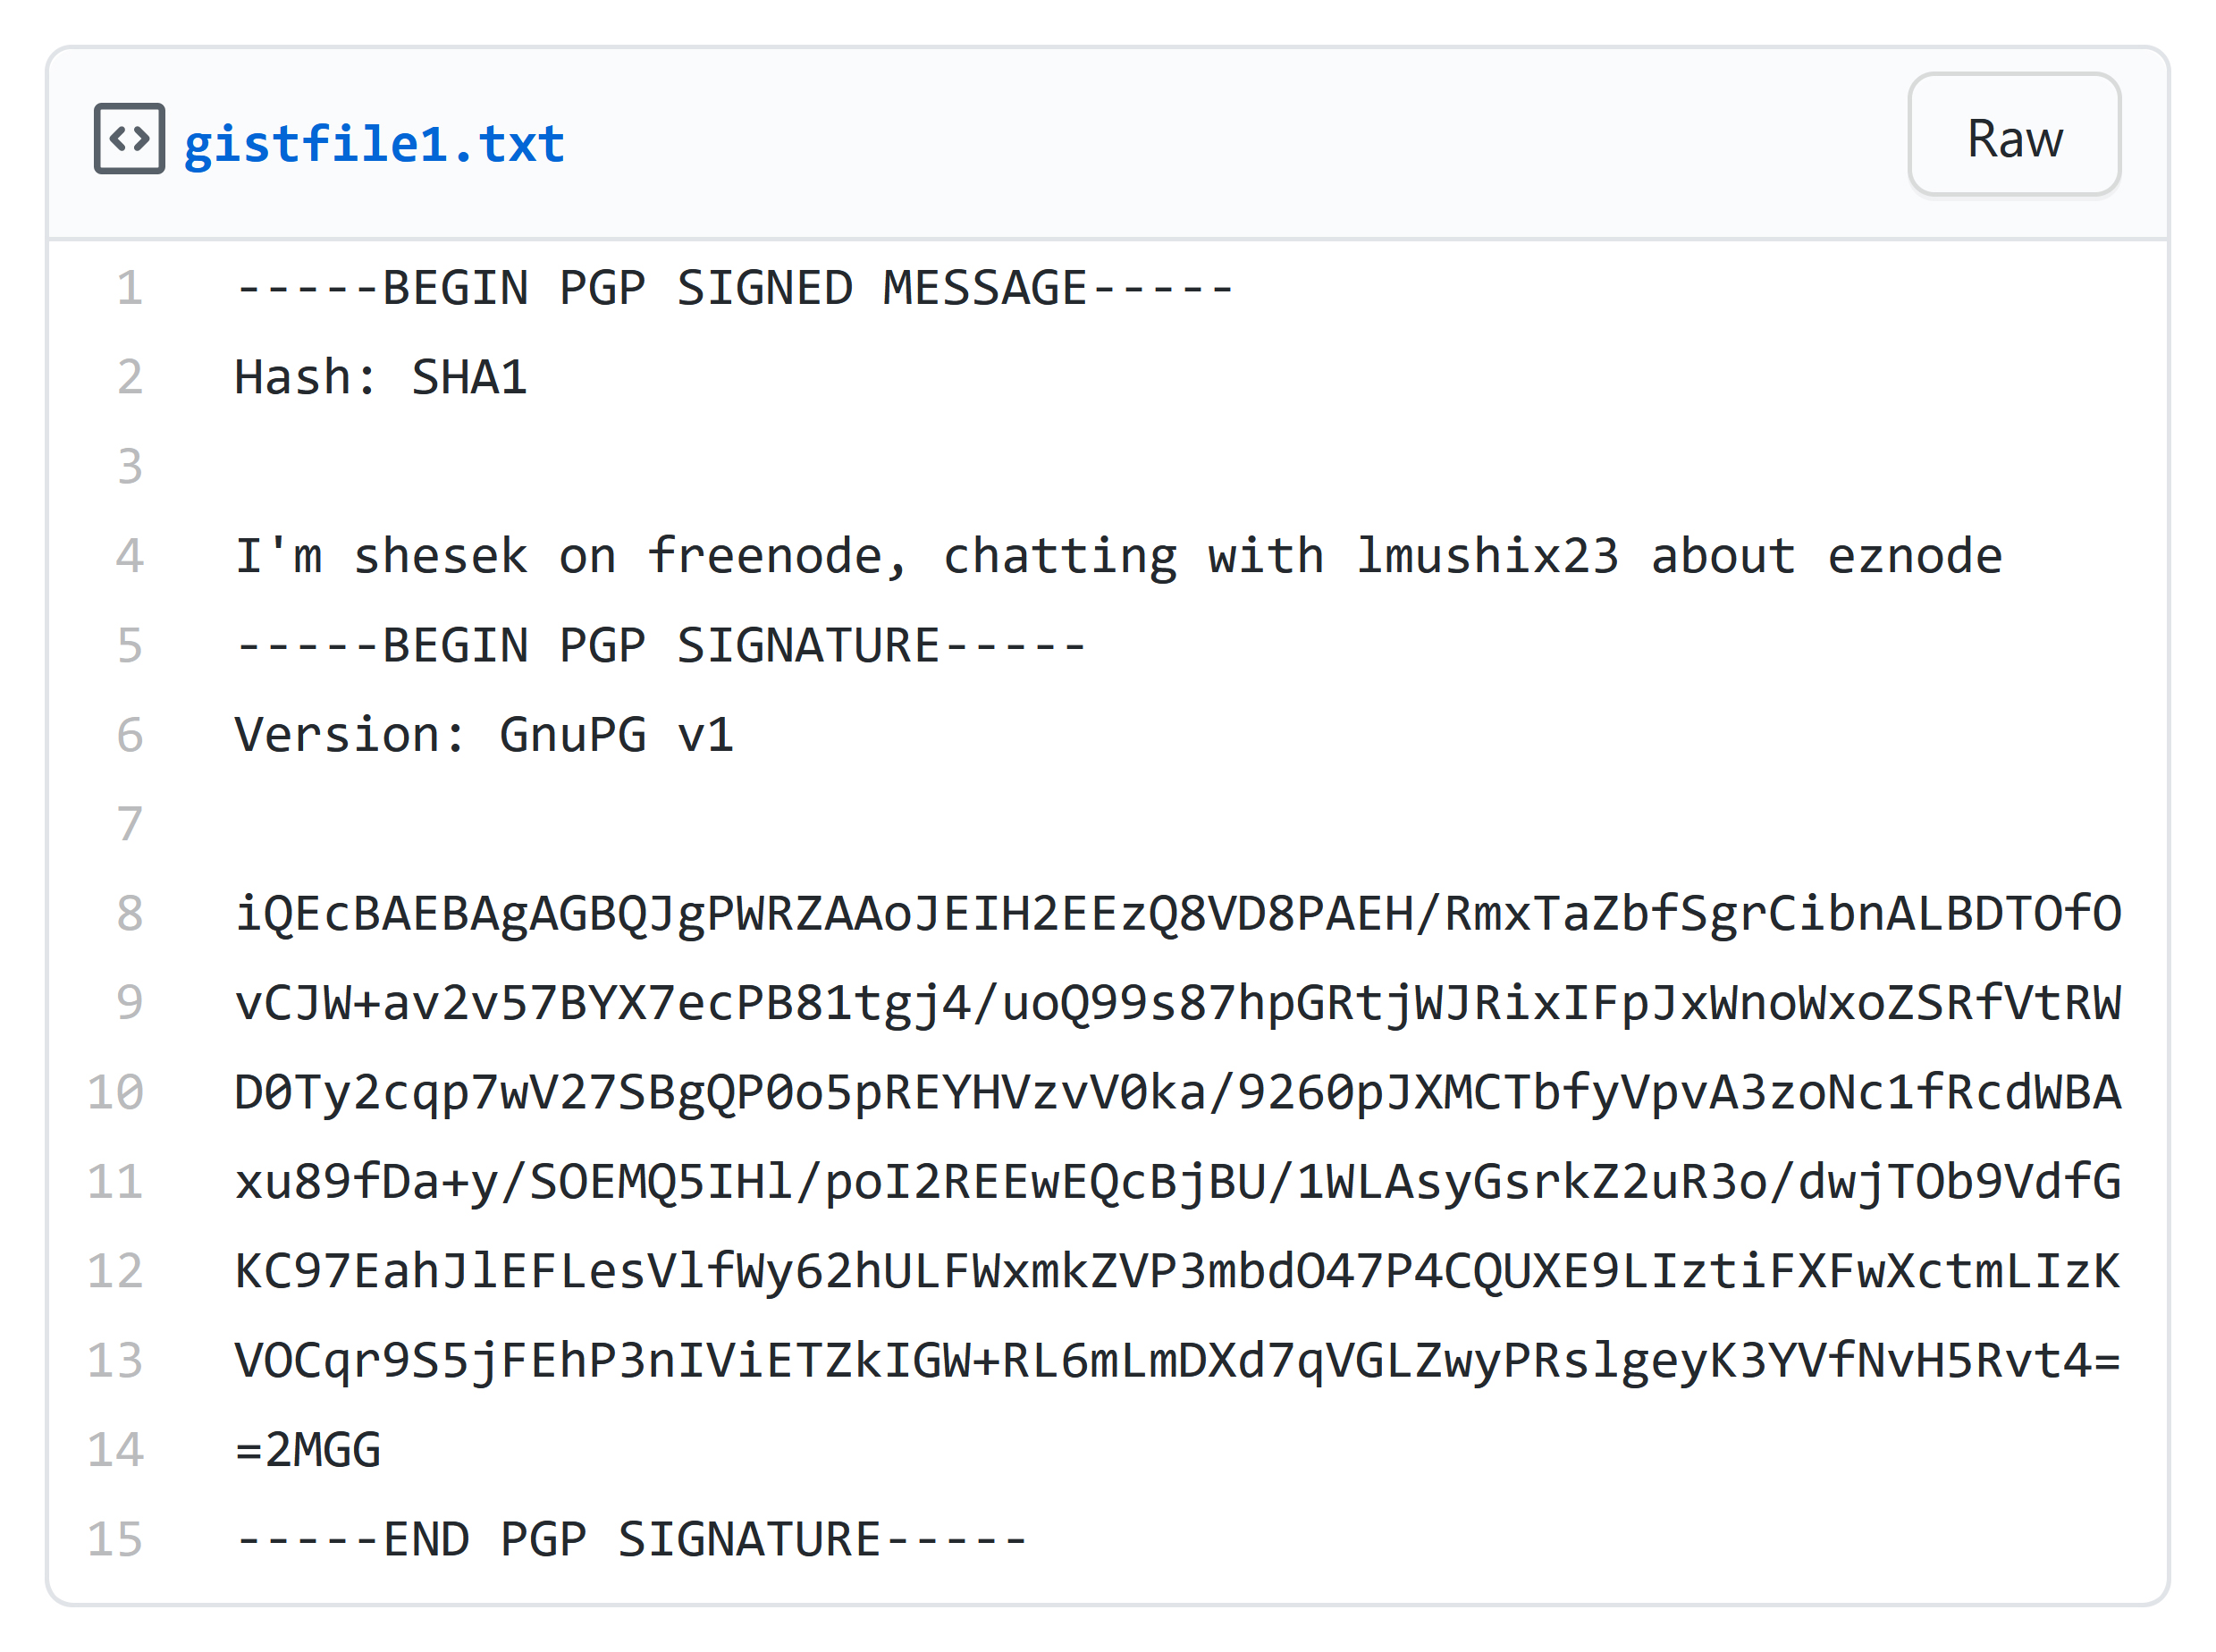 gistfile1.txt
Raw
1 -----BEGIN PGP SIGNED MESSAGE-----
2 Hash: SHA1
3
4 I'm shesek on freenode, chatting with lmushix23 about eznode
5 -----BEGIN PGP SIGNATURE-----
6 Version: GnuPG v1
7
8 iQEcBAEBAgAGBQJgPWRZAAoJEIH2EEzQ8VD8PAEH/RmxTaZbfSgrCibnALBDTOfO
9 vCJW+av2v57BYX7ecPB81tgj4/uoQ99s87hpGRtjWJRixIFpJxWnoWxoZSRfVtRW
10 D0Ty2cqp7wV27SBgQP0o5pREYHVzvV0ka/9260pJXMCTbfyVpvA3zoNc1fRcdWBA
11 xu89fDa+y/SOEMQ5IHl/poI2REEwEQcBjBU/1WLAsyGsrkZ2uR3o/dwjTOb9VdfG
12 KC97EahJlEFLesVlfWy62hULFWxmkZVP3mbdO47P4CQUXE9LIztiFXFwXctmLIzK
13 VOCqr9S5jFEhP3nIViETZkIGW+RL6mLmDXd7qVGLZwyPRslgeyK3YVfNvH5Rvt4=
14 =2MGG
15 -----END PGP SIGNATURE-----